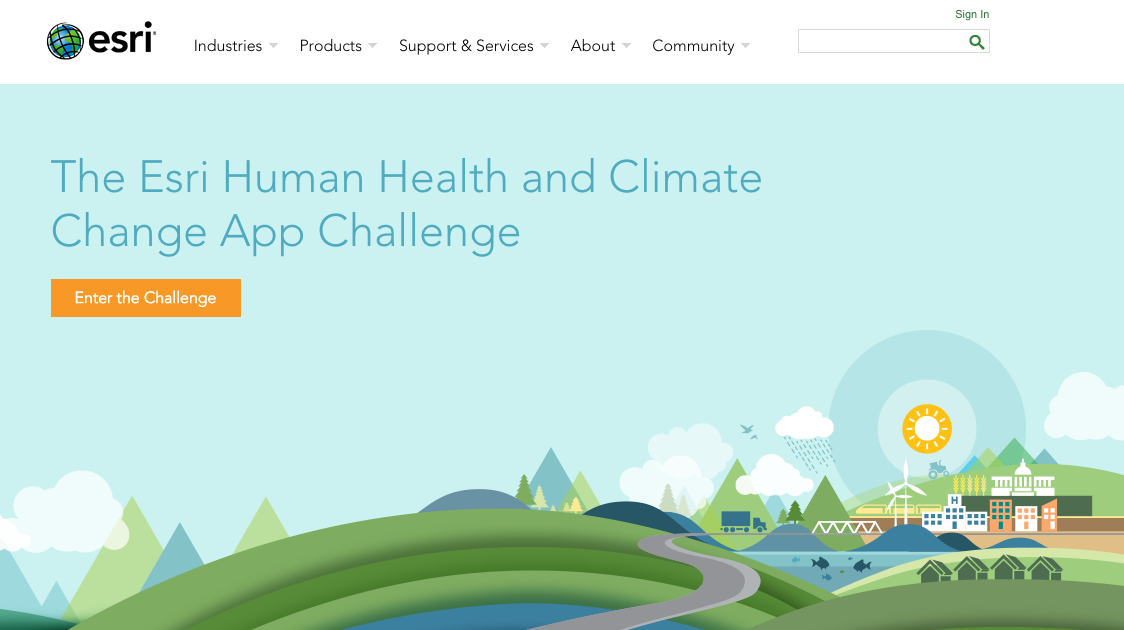 Sign In
esri
Industries Products Support & Services About Community
The Esri Human Health and Climate
Change App Challenge
Enter the Challenge
H